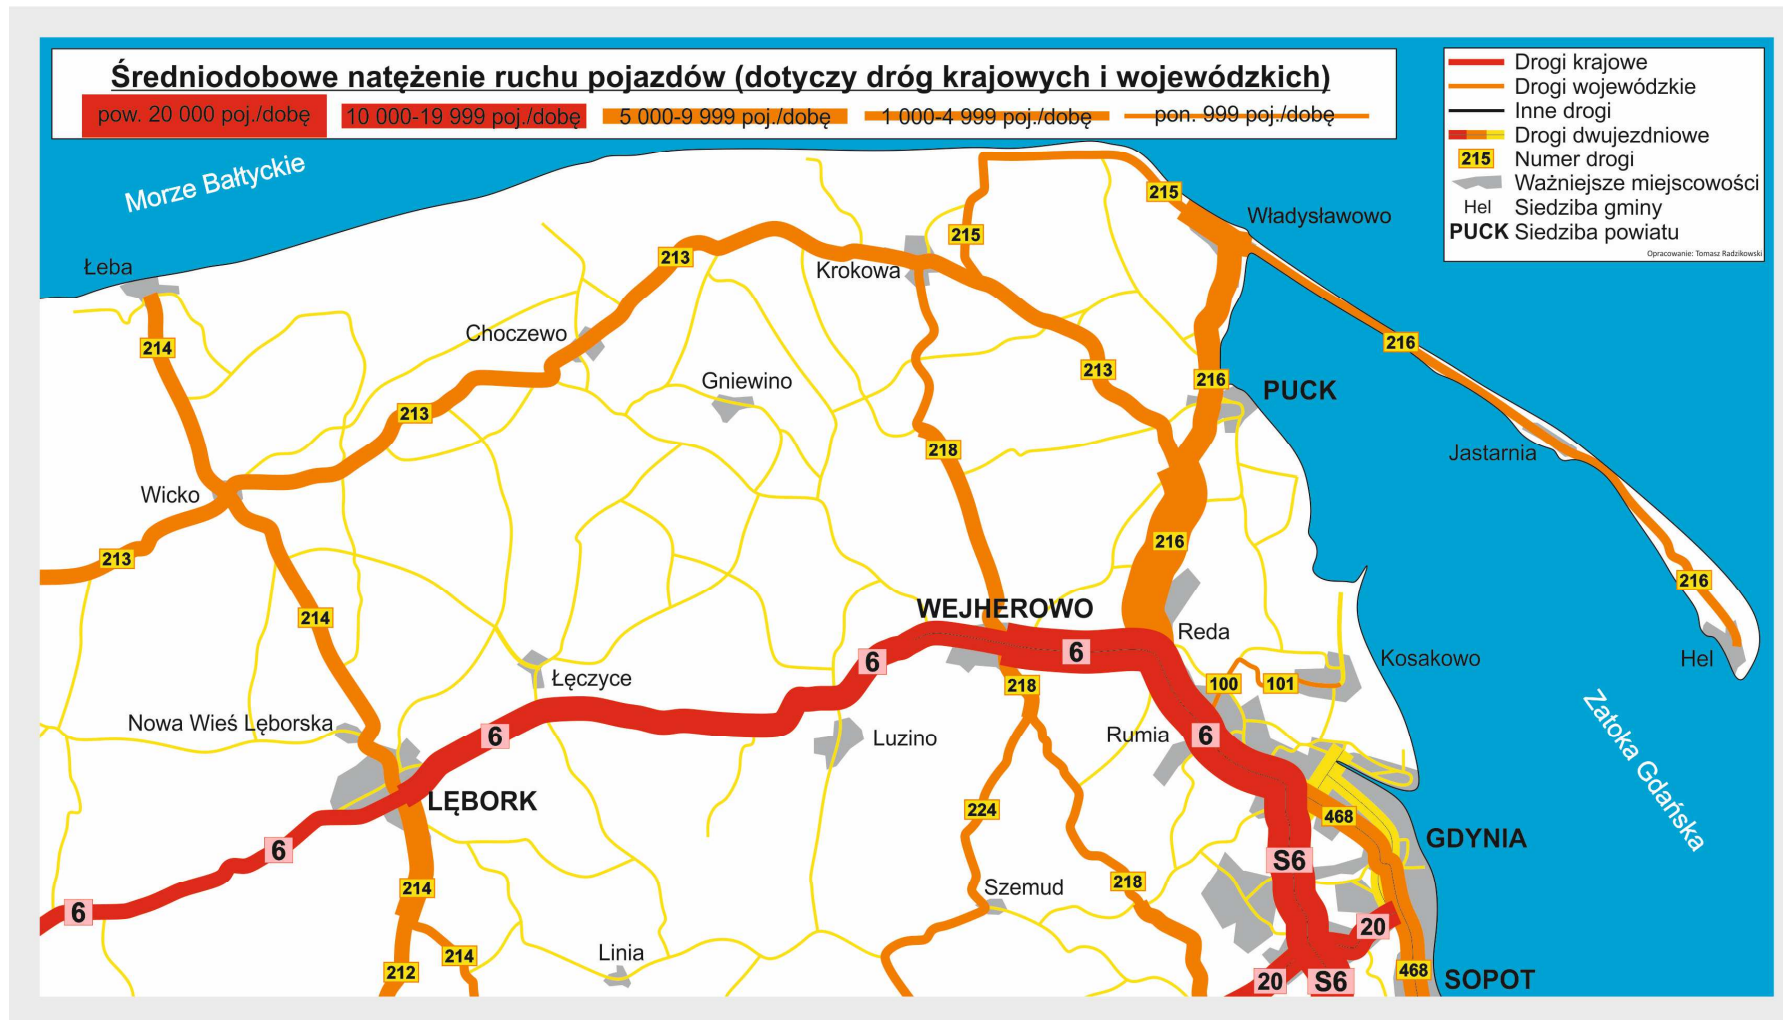 Średniodobowe natężenie ruchu pojazdów (dotyczy dróg krajowych i wojewódzkich)
pow. 20 000 poj./dobę
10 000-19 999 poj./dobę
5 000-9 999 poj./dobę
1 000-4 999 poj./dobę
pon. 999 poj./dobę
Drogi krajowe
Drogi wojewódzkie
Inne drogi
Drogi dwujezdniowe
215 Numer drogi
Ważniejsze miejscowości
Hel Siedziba gminy
PUCK Siedziba powiatu
Opracowanie: Tomasz Radzikowski
Morze Bałtyckie
215
Władysławowo
215
213
Krokowa
Łeba
Choczewo
214
216
213
216
Gniewino
PUCK
213
218
Jastarnia
Wicko
216
213
216
WEJHEROWO
214
Reda
6
6
Kosakowo
Hel
Łęczyce
218
100
101
Zatoka Gdańska
Nowa Wieś Lęborska
6
Luzino
Rumia
6
LĘBORK
224
468
GDYNIA
6
S6
214
Szemud
218
6
20
Linia
214
212
468
20
S6
SOPOT